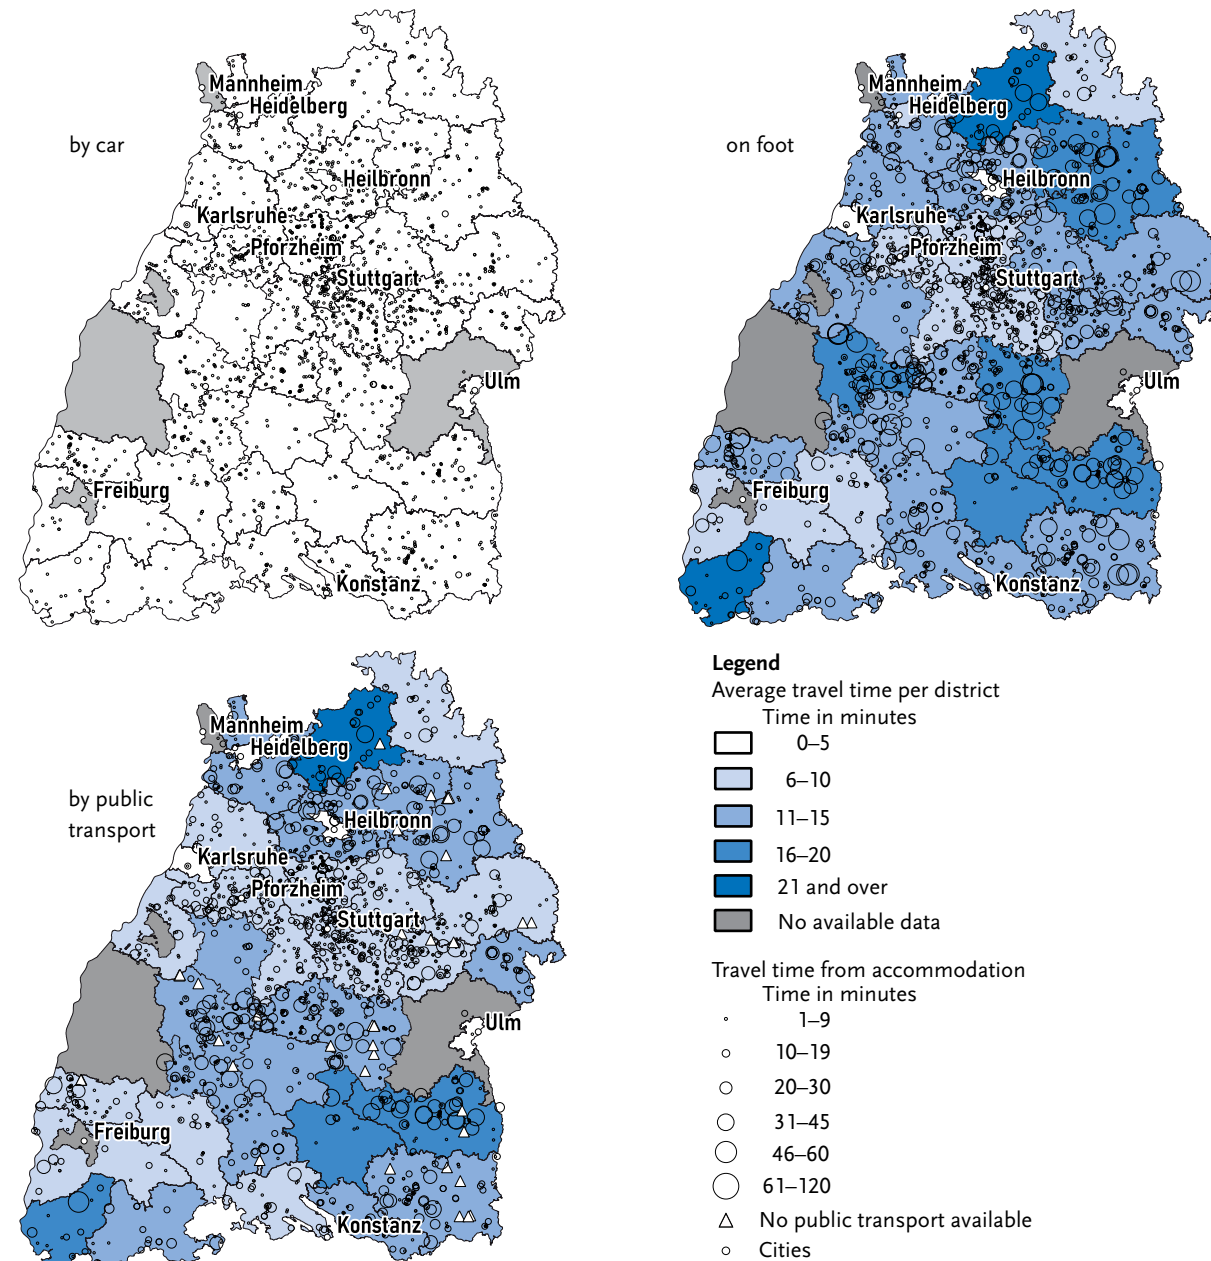 by car
Mannheim
Heidelberg
Heilbronn
Karlsruhe
Pforzheim
Stuttgart
Ulm
Freiburg
Konstanz
on foot
Mannheim
Heidelberg
Heilbronn
Karlsruhe
Pforzheim
Stuttgart
Ulm
Freiburg
Konstanz
by public
transport
Mannheim
Heidelberg
Heilbronn
Karlsruhe
Pforzheim
Stuttgart
Ulm
Freiburg
Konstanz
Legend
Average travel time per district
Time in minutes
0–5
6–10
11–15
16–20
21 and over
No available data
Travel time from accommodation
Time in minutes
1–9
10–19
20–30
31–45
46–60
61–120
No public transport available
Cities